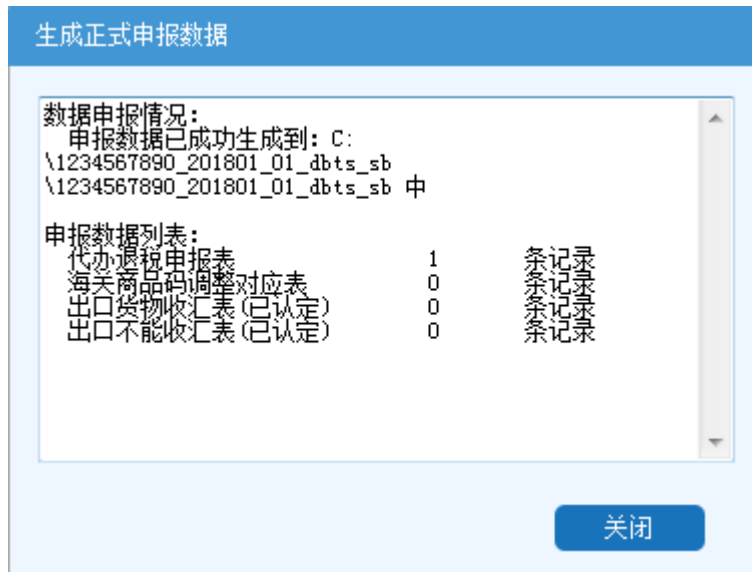 生成正式申报数据
数据申报情况:
申报数据已成功生成到: C:
\1234567890_201801_01_dbts_sb
\1234567890_201801_01_dbts_sb 中
申报数据列表:
代办退税申报表 1 条记录
海关商品码调整对应表 0 条记录
出口货物收汇表(已认定) 0 条记录
出口不能收汇表(已认定) 0 条记录
关闭